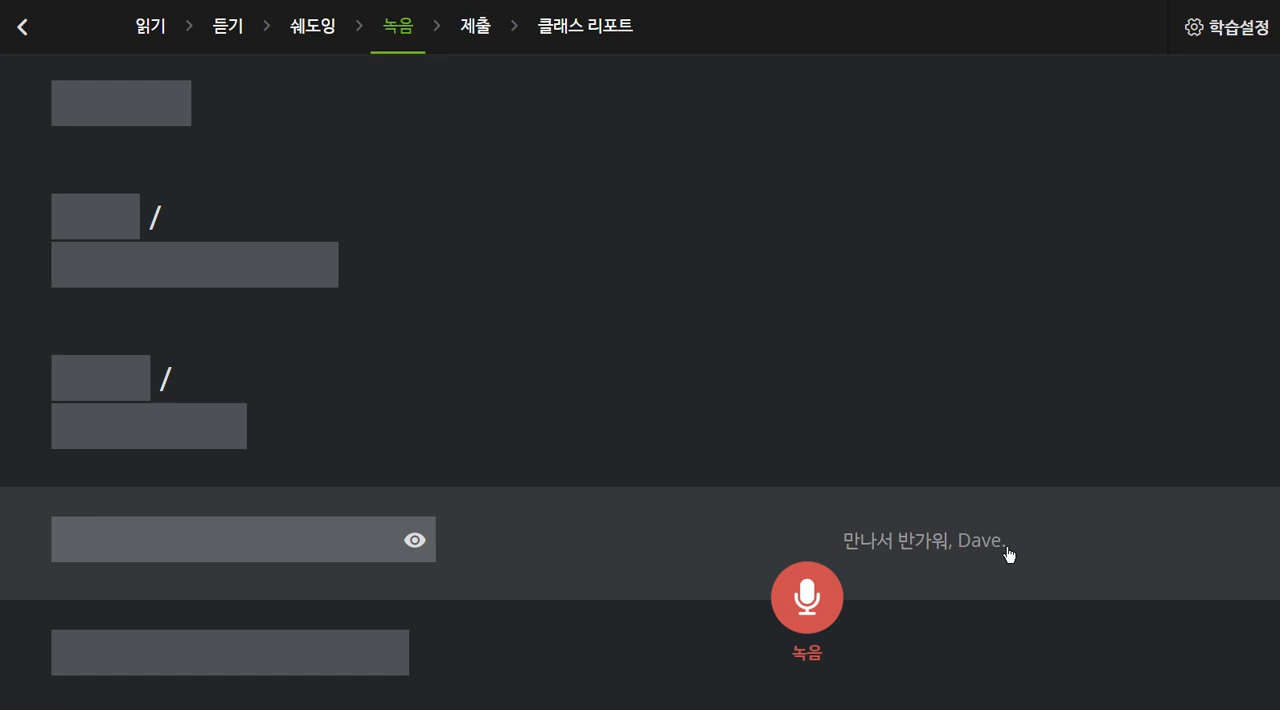 읽기 > 듣기 > 쉐도잉 > 녹음 > 제출 > 클래스 리포트
학습설정
/
/
만나서 반가워, Dave.
녹음